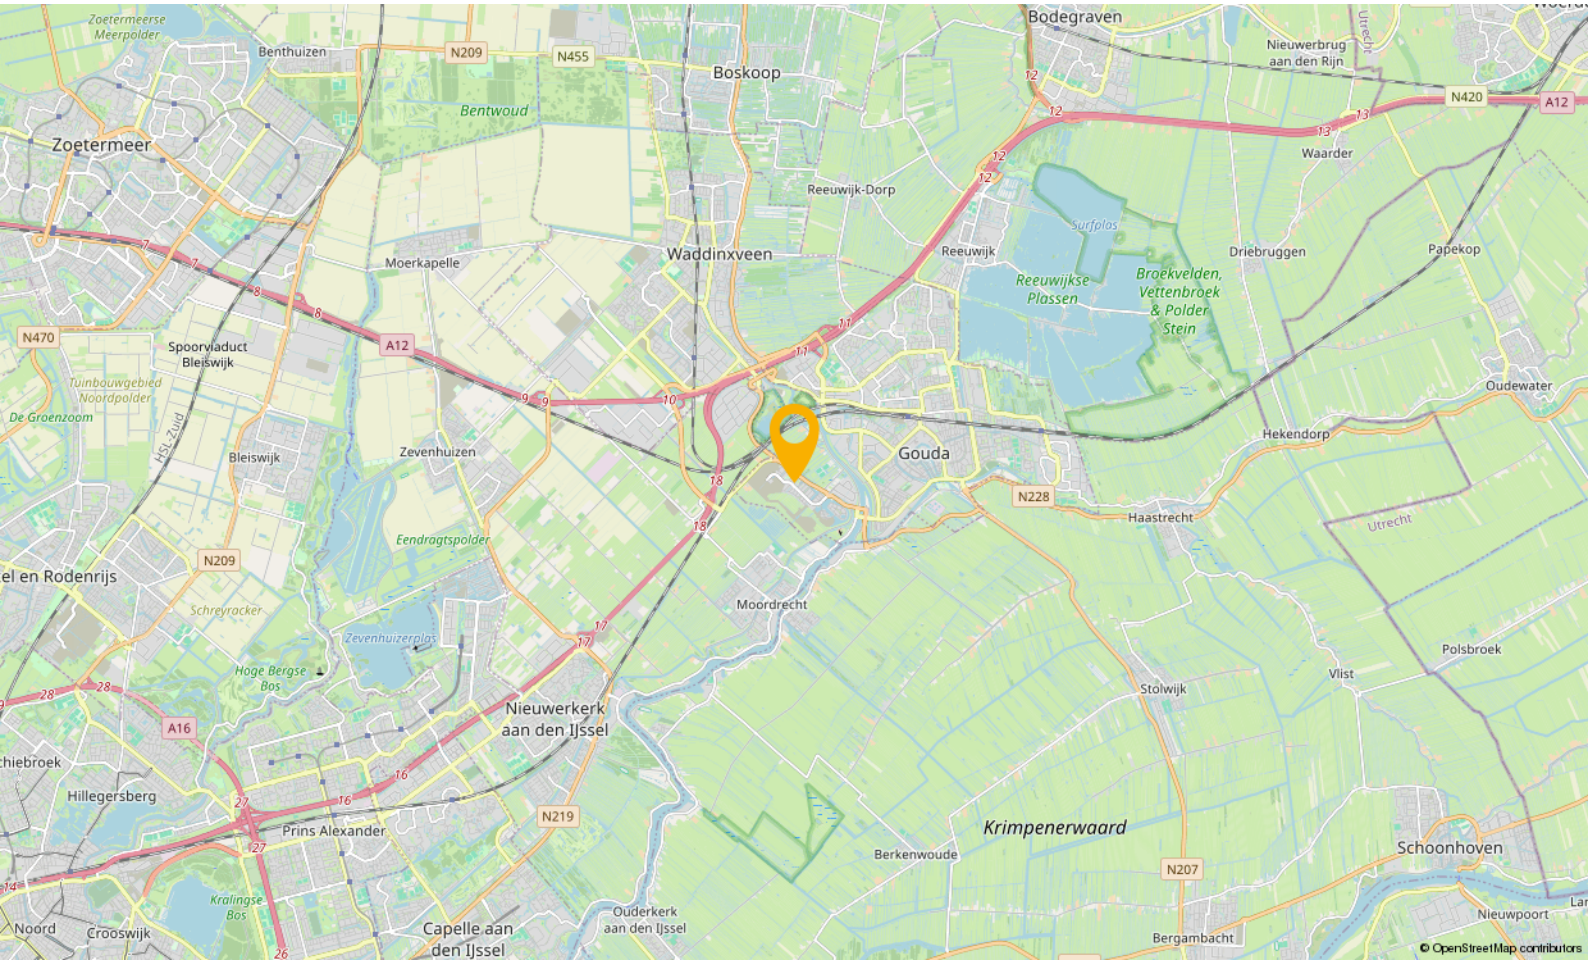 Zoetermeerse
Meerpolder
Benthuizen
N209
N455
Boskoop
Bodegraven
Nieuwerbrug
aan den Rijn
Utrecht
Bentwoud
12
12
12
12
13
13
N420
A12
Zoetermeer
Waarder
Reeuwijk-Dorp
Surfplas
Reeuwijk
Driebruggen
Papekop
Waddinxveen
Moerkapelle
Reeuwijkse
Plassen
Broekvelden,
Vettenbroek
& Polder
Stein
7
7
8
8
N470
Spoorviaduct
Bleiswijk
A12
11
11
Tuinbouwgebied
Noordpolder
De Groenzoom
HSL-Zuid
9
9
10
Oudewater
Bleiswijk
Zevenhuizen
Gouda
Hekendorp
18
18
N228
Haastrecht
Utrecht
Eendragtspolder
N209
el en Rodenrijs
Schreyracker
Moordrecht
Zevenhuizerplas
17
17
Hoge Bergse
Bos
28
28
Polsbroek
Vlist
Stolwijk
A16
Nieuwerkerk
aan den IJssel
chiebroek
Hillegersberg
16
16
27
27
Prins Alexander
N219
Krimpenerwaard
Berkenwoude
Schoonhoven
N207
14
Kralingse
Bos
Noord
Crooswijk
26
Capelle aan
den IJssel
Ouderkerk
aan den IJssel
Bergambacht
Nieuwpoort
© OpenStreetMap contributors